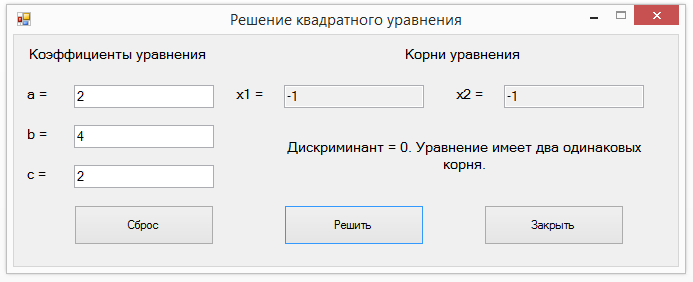 Решение квадратного уравнения
Коэффициенты уравнения
Корни уравнения
a = 2
x1 = -1
x2 = -1
b = 4
Дискриминант = 0. Уравнение имеет два одинаковых
корня.
c = 2
Сброс
Решить
Закрыть